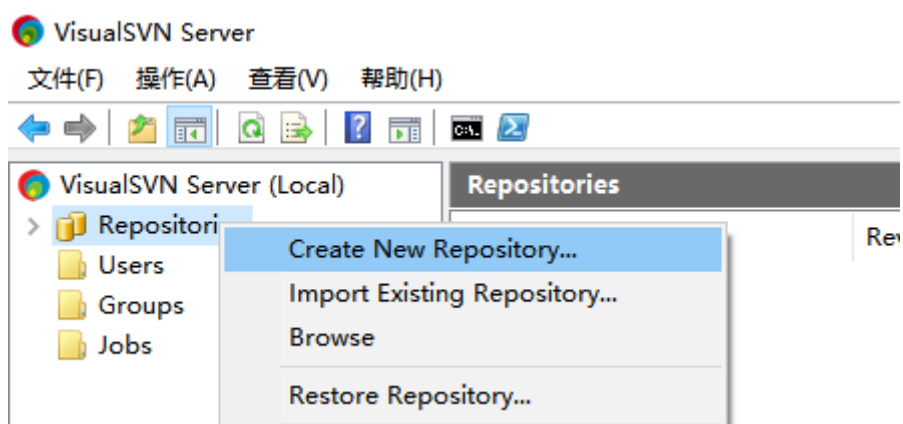 VisualSVN Server
文件(F) 操作(A) 查看(V) 帮助(H)
VisualSVN Server (Local)
Repositories
Repositori
Users
Groups
Jobs
Create New Repository...
Import Existing Repository...
Browse
Restore Repository...